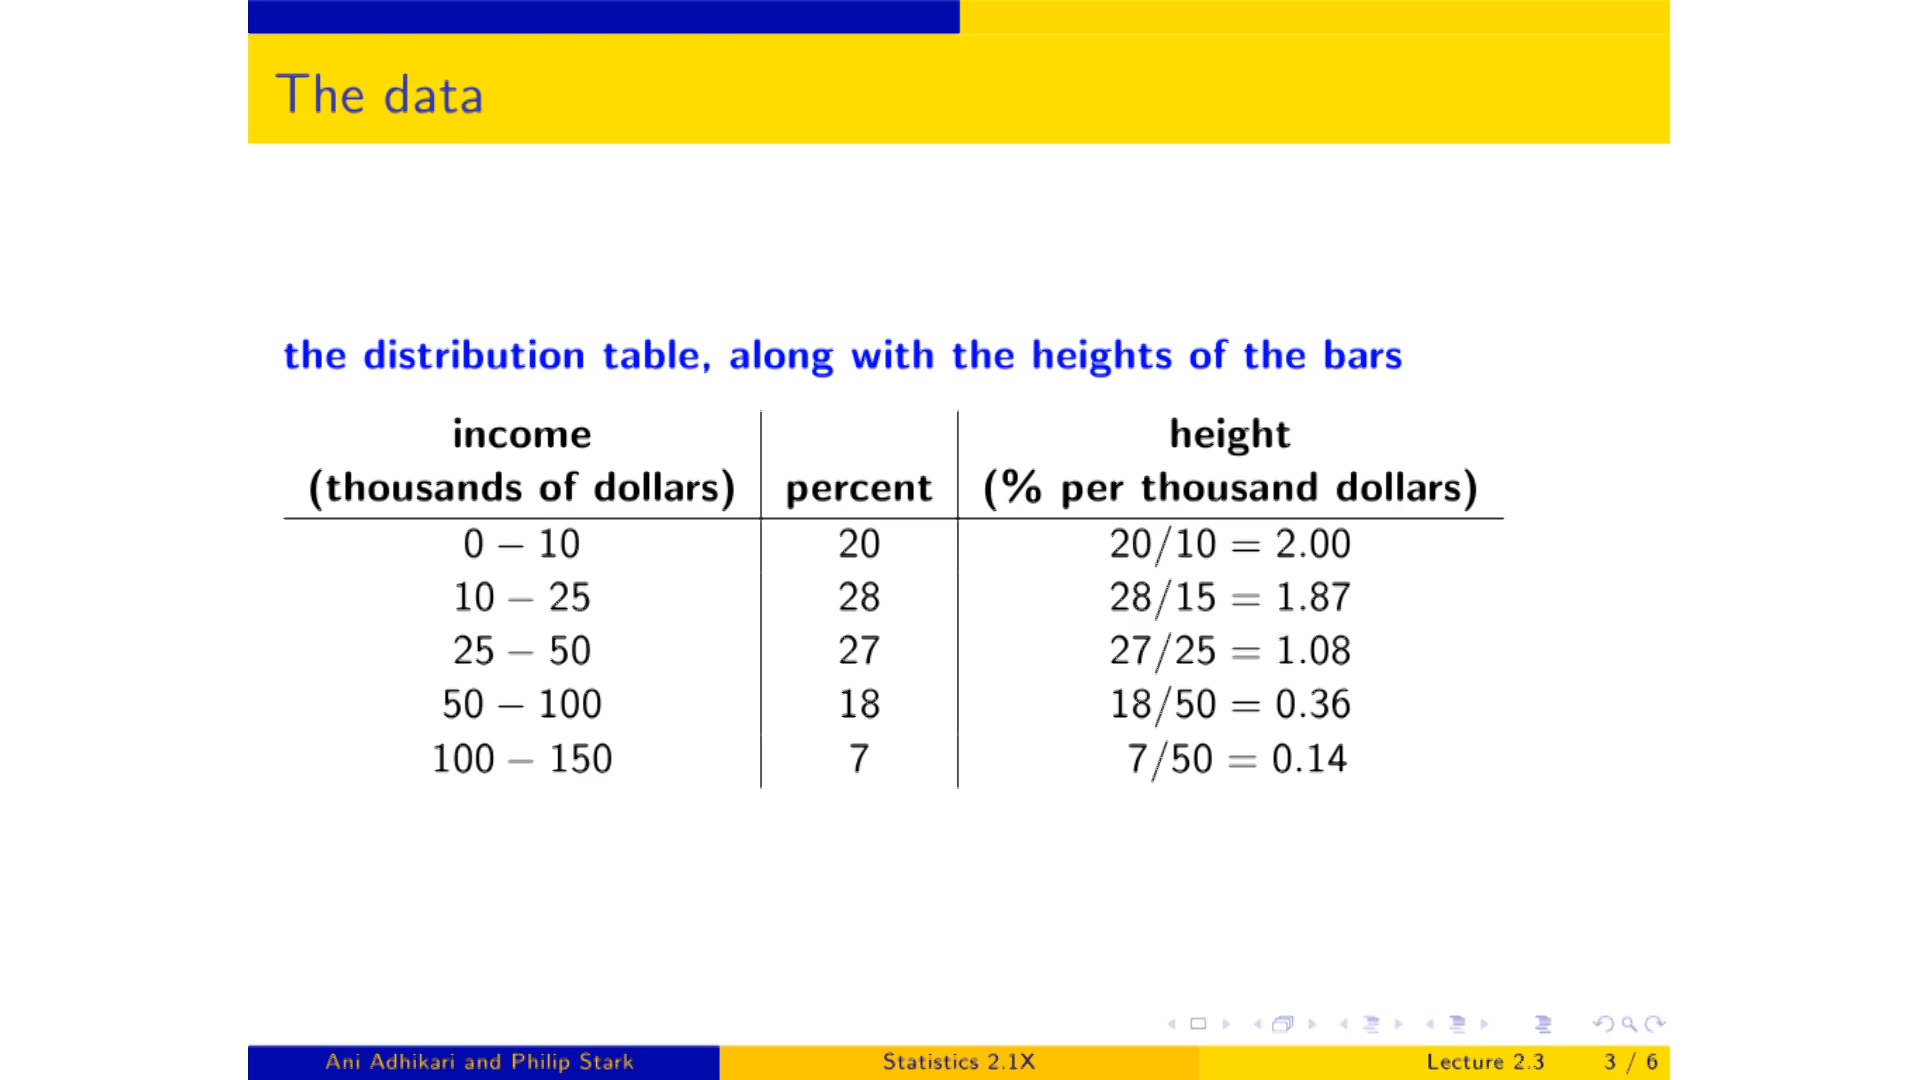 The data
the distribution table, along with the heights of the bars
income height
(thousands of dollars) percent (% per thousand dollars)
0 – 10 20 20/10 = 2.00
10 – 25 28 28/15 = 1.87
25 – 50 27 27/25 = 1.08
50 – 100 18 18/50 = 0.36
100 – 150 7 7/50 = 0.14
Ani Adhikari and Philip Stark Statistics 2.1X Lecture 2.3 3 / 6